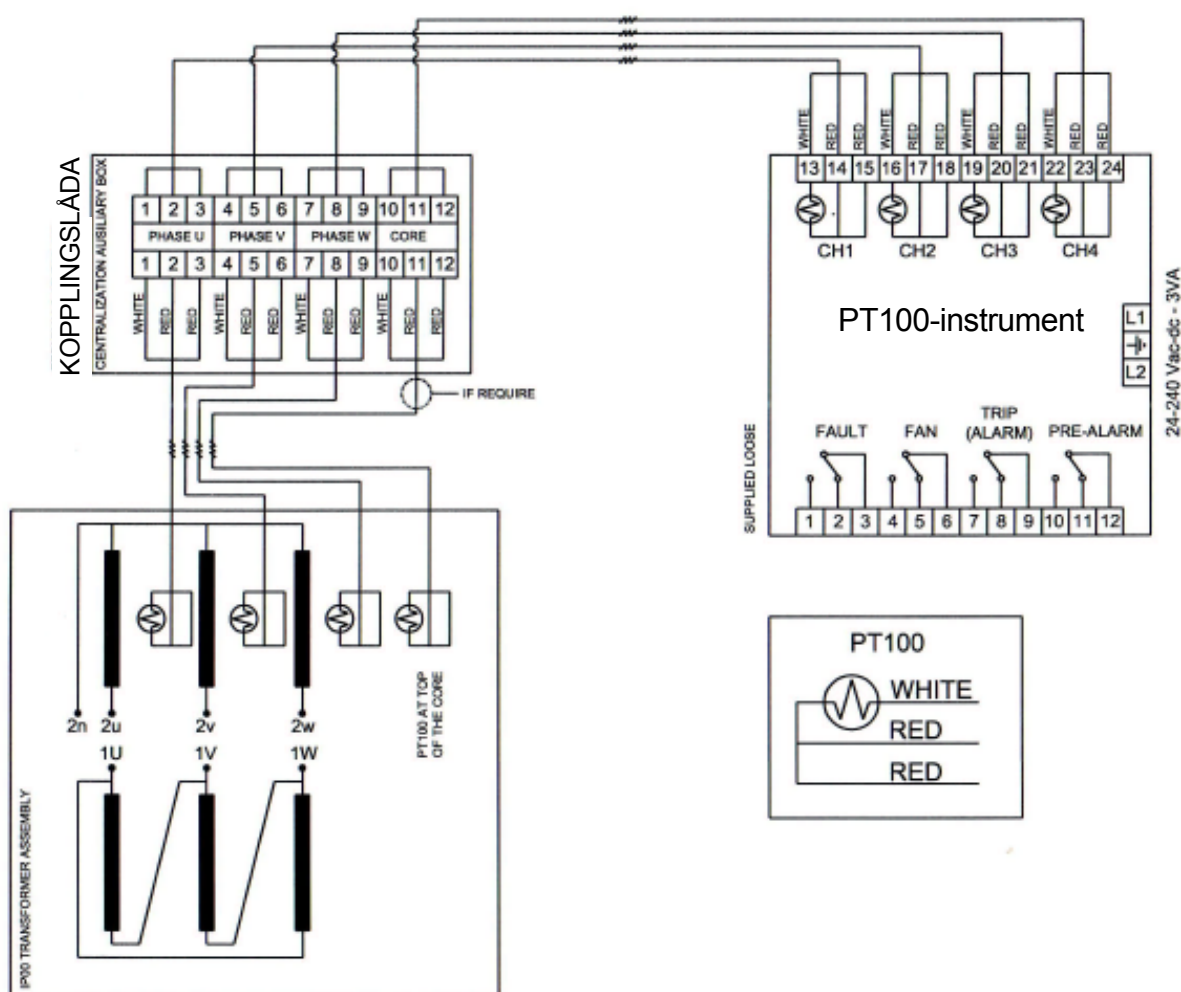 WHITE RED RED WHITE RED RED WHITE RED RED WHITE RED RED
13 14 15 16 17 18 19 20 21 22 23 24
CH1 CH2 CH3 CH4
PT100-instrument
L1
L2
24-240 Vac-dc - 3VA
SUPPLIED LOOSE
FAULT FAN TRIP (ALARM) PRE-ALARM
1 2 3 4 5 6 7 8 9 10 11 12
KOPPLINGSLÅDA
CENTRALIZATION AUSILIARY BOX
1 2 3 4 5 6 7 8 9 10 11 12
PHASE U PHASE V PHASE W CORE
1 2 3 4 5 6 7 8 9 10 11 12
WHITE RED RED WHITE RED RED WHITE RED RED WHITE RED RED
IF REQUIRE
IP00 TRANSFORMER ASSEMBLY
2n 2u 2v 2w
1U 1V 1W
PT100 AT TOP
OF THE CORE
PT100
WHITE
RED
RED